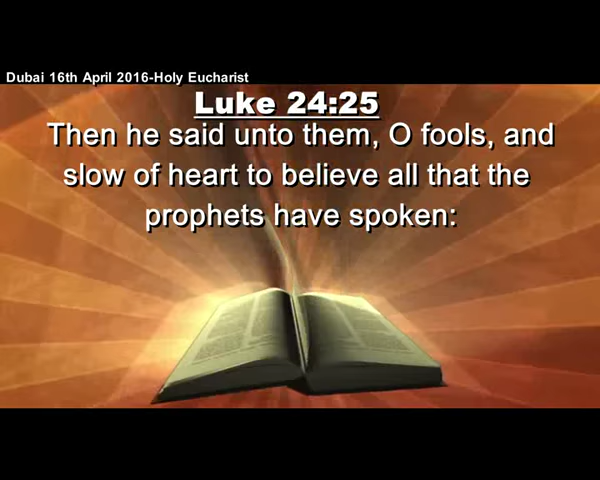 Dubai 16th April 2016-Holy Eucharist
Luke 24:25
Then he said unto them, O fools, and
slow of heart to believe all that the
prophets have spoken: